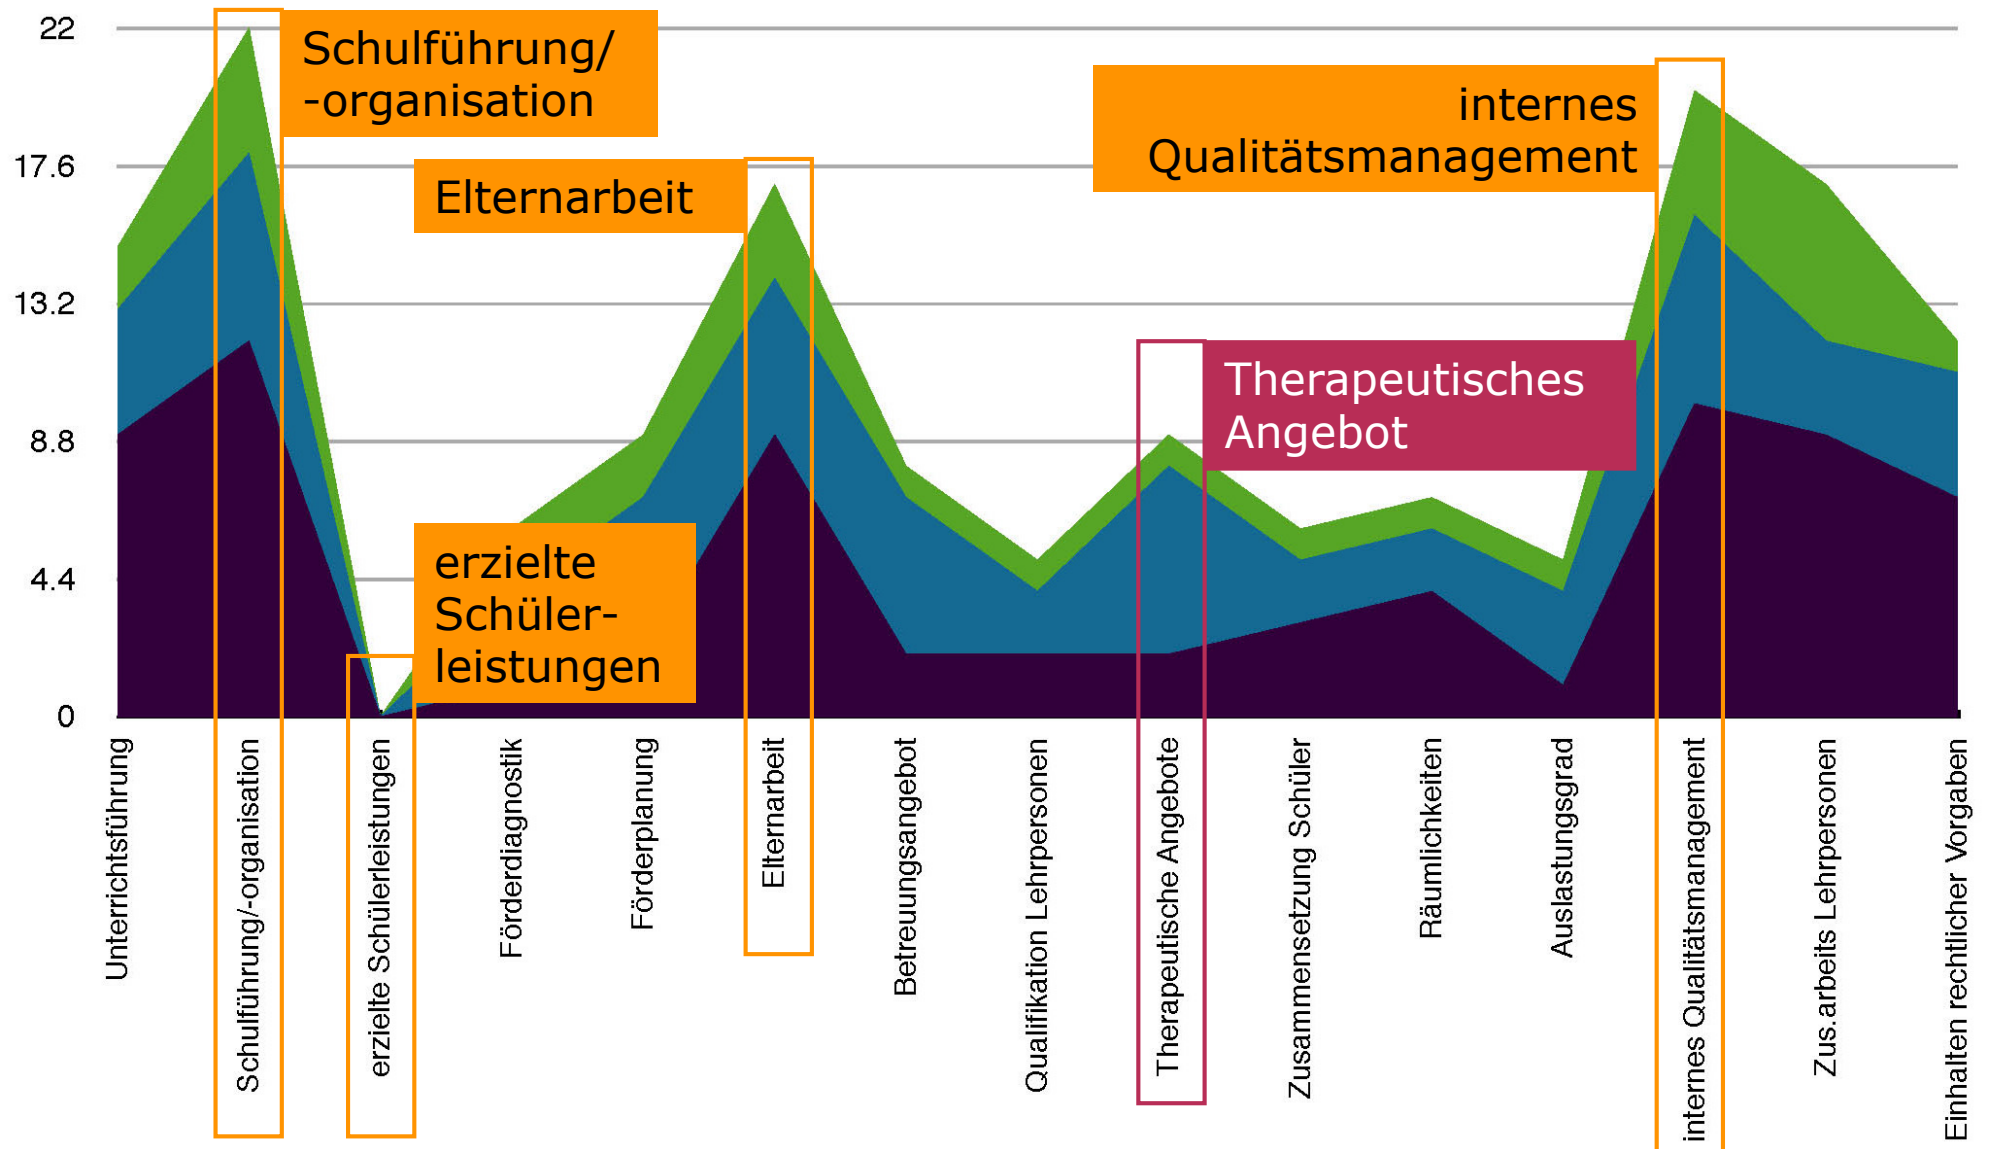 22
17.6
13.2
8.8
4.4
0
Schulführung/
-organisation
Elternarbeit
internes
Qualitätsmanagement
Therapeutisches
Angebot
erzielte
Schüler-
leistungen
Unterrichtsführung
Schulführung/-organisation
erzielte Schülerleistungen
Förderdiagnostik
Förderplanung
Elternarbeit
Betreuungsangebot
Qualifikation Lehrpersonen
Therapeutische Angebote
Zusammensetzung Schüler
Räumlichkeiten
Auslastungsgrad
internes Qualitätsmanagement
Zus.arbeits Lehrpersonen
Einhalten rechtlicher Vorgaben